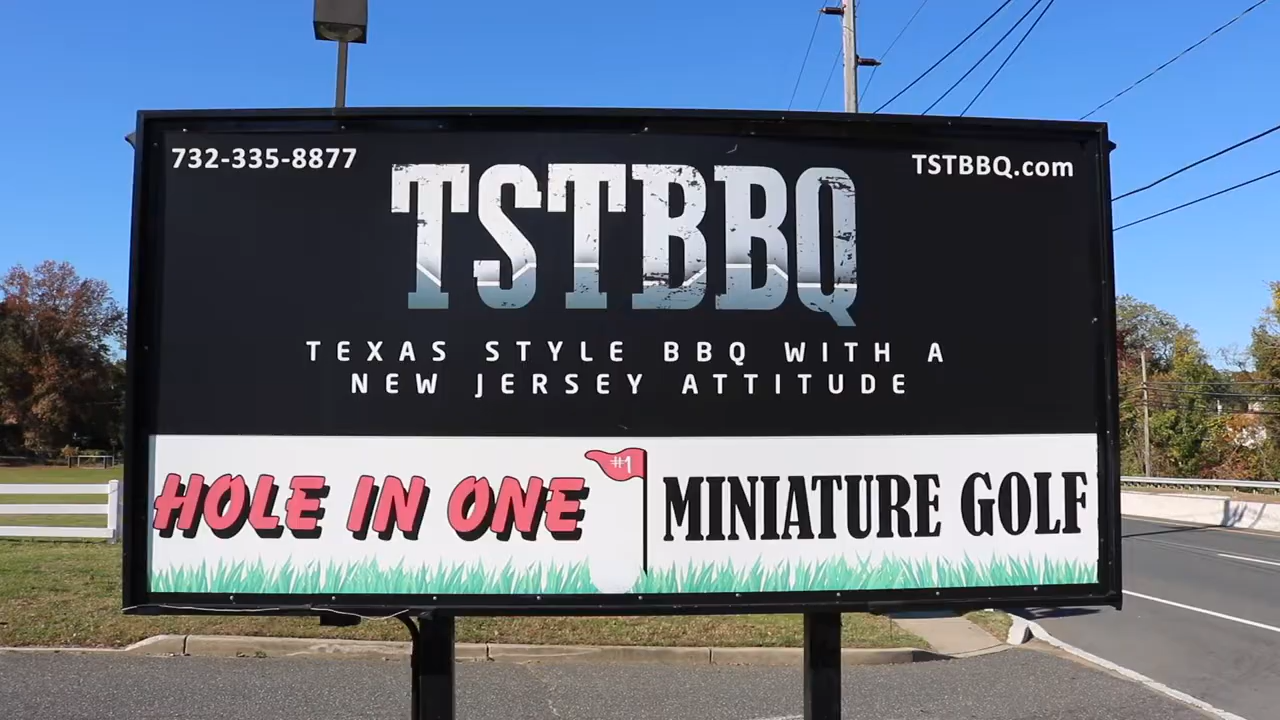 732-335-8877
TSTBBQ.com
TSTBBQ
TEXAS STYLE BBQ WITH A
NEW JERSEY ATTITUDE
HOLE IN ONE #1 MINIATURE GOLF